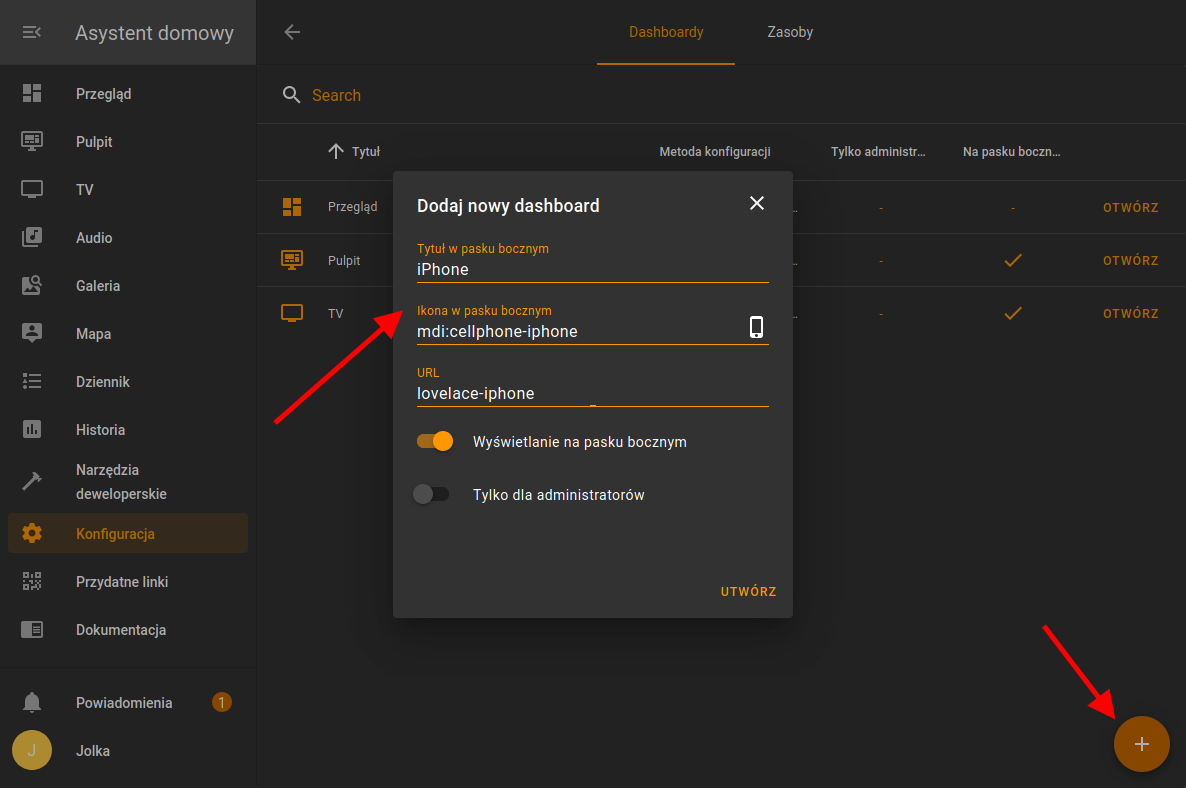 Asystent domowy
Dashboardy
Zasoby
Search
Przegląd
Pulpit
TV
Audio
Galeria
Mapa
Dziennik
Historia
Narzędzia
deweloperskie
Konfiguracja
Przydatne linki
Dokumentacja
Powiadomienia
1
J
Jolka
Tytuł
Metoda konfiguracji
Tylko administr...
Na pasku boczn...
Przegląd
...
-
-
OTWÓRZ
Pulpit
...
-
OTWÓRZ
TV
...
-
OTWÓRZ
Dodaj nowy dashboard
Tytuł w pasku bocznym
iPhone
Ikona w pasku bocznym
mdi:cellphone-iphone
URL
lovelace-iphone
Wyświetlanie na pasku bocznym
Tylko dla administratorów
UTWÓRZ